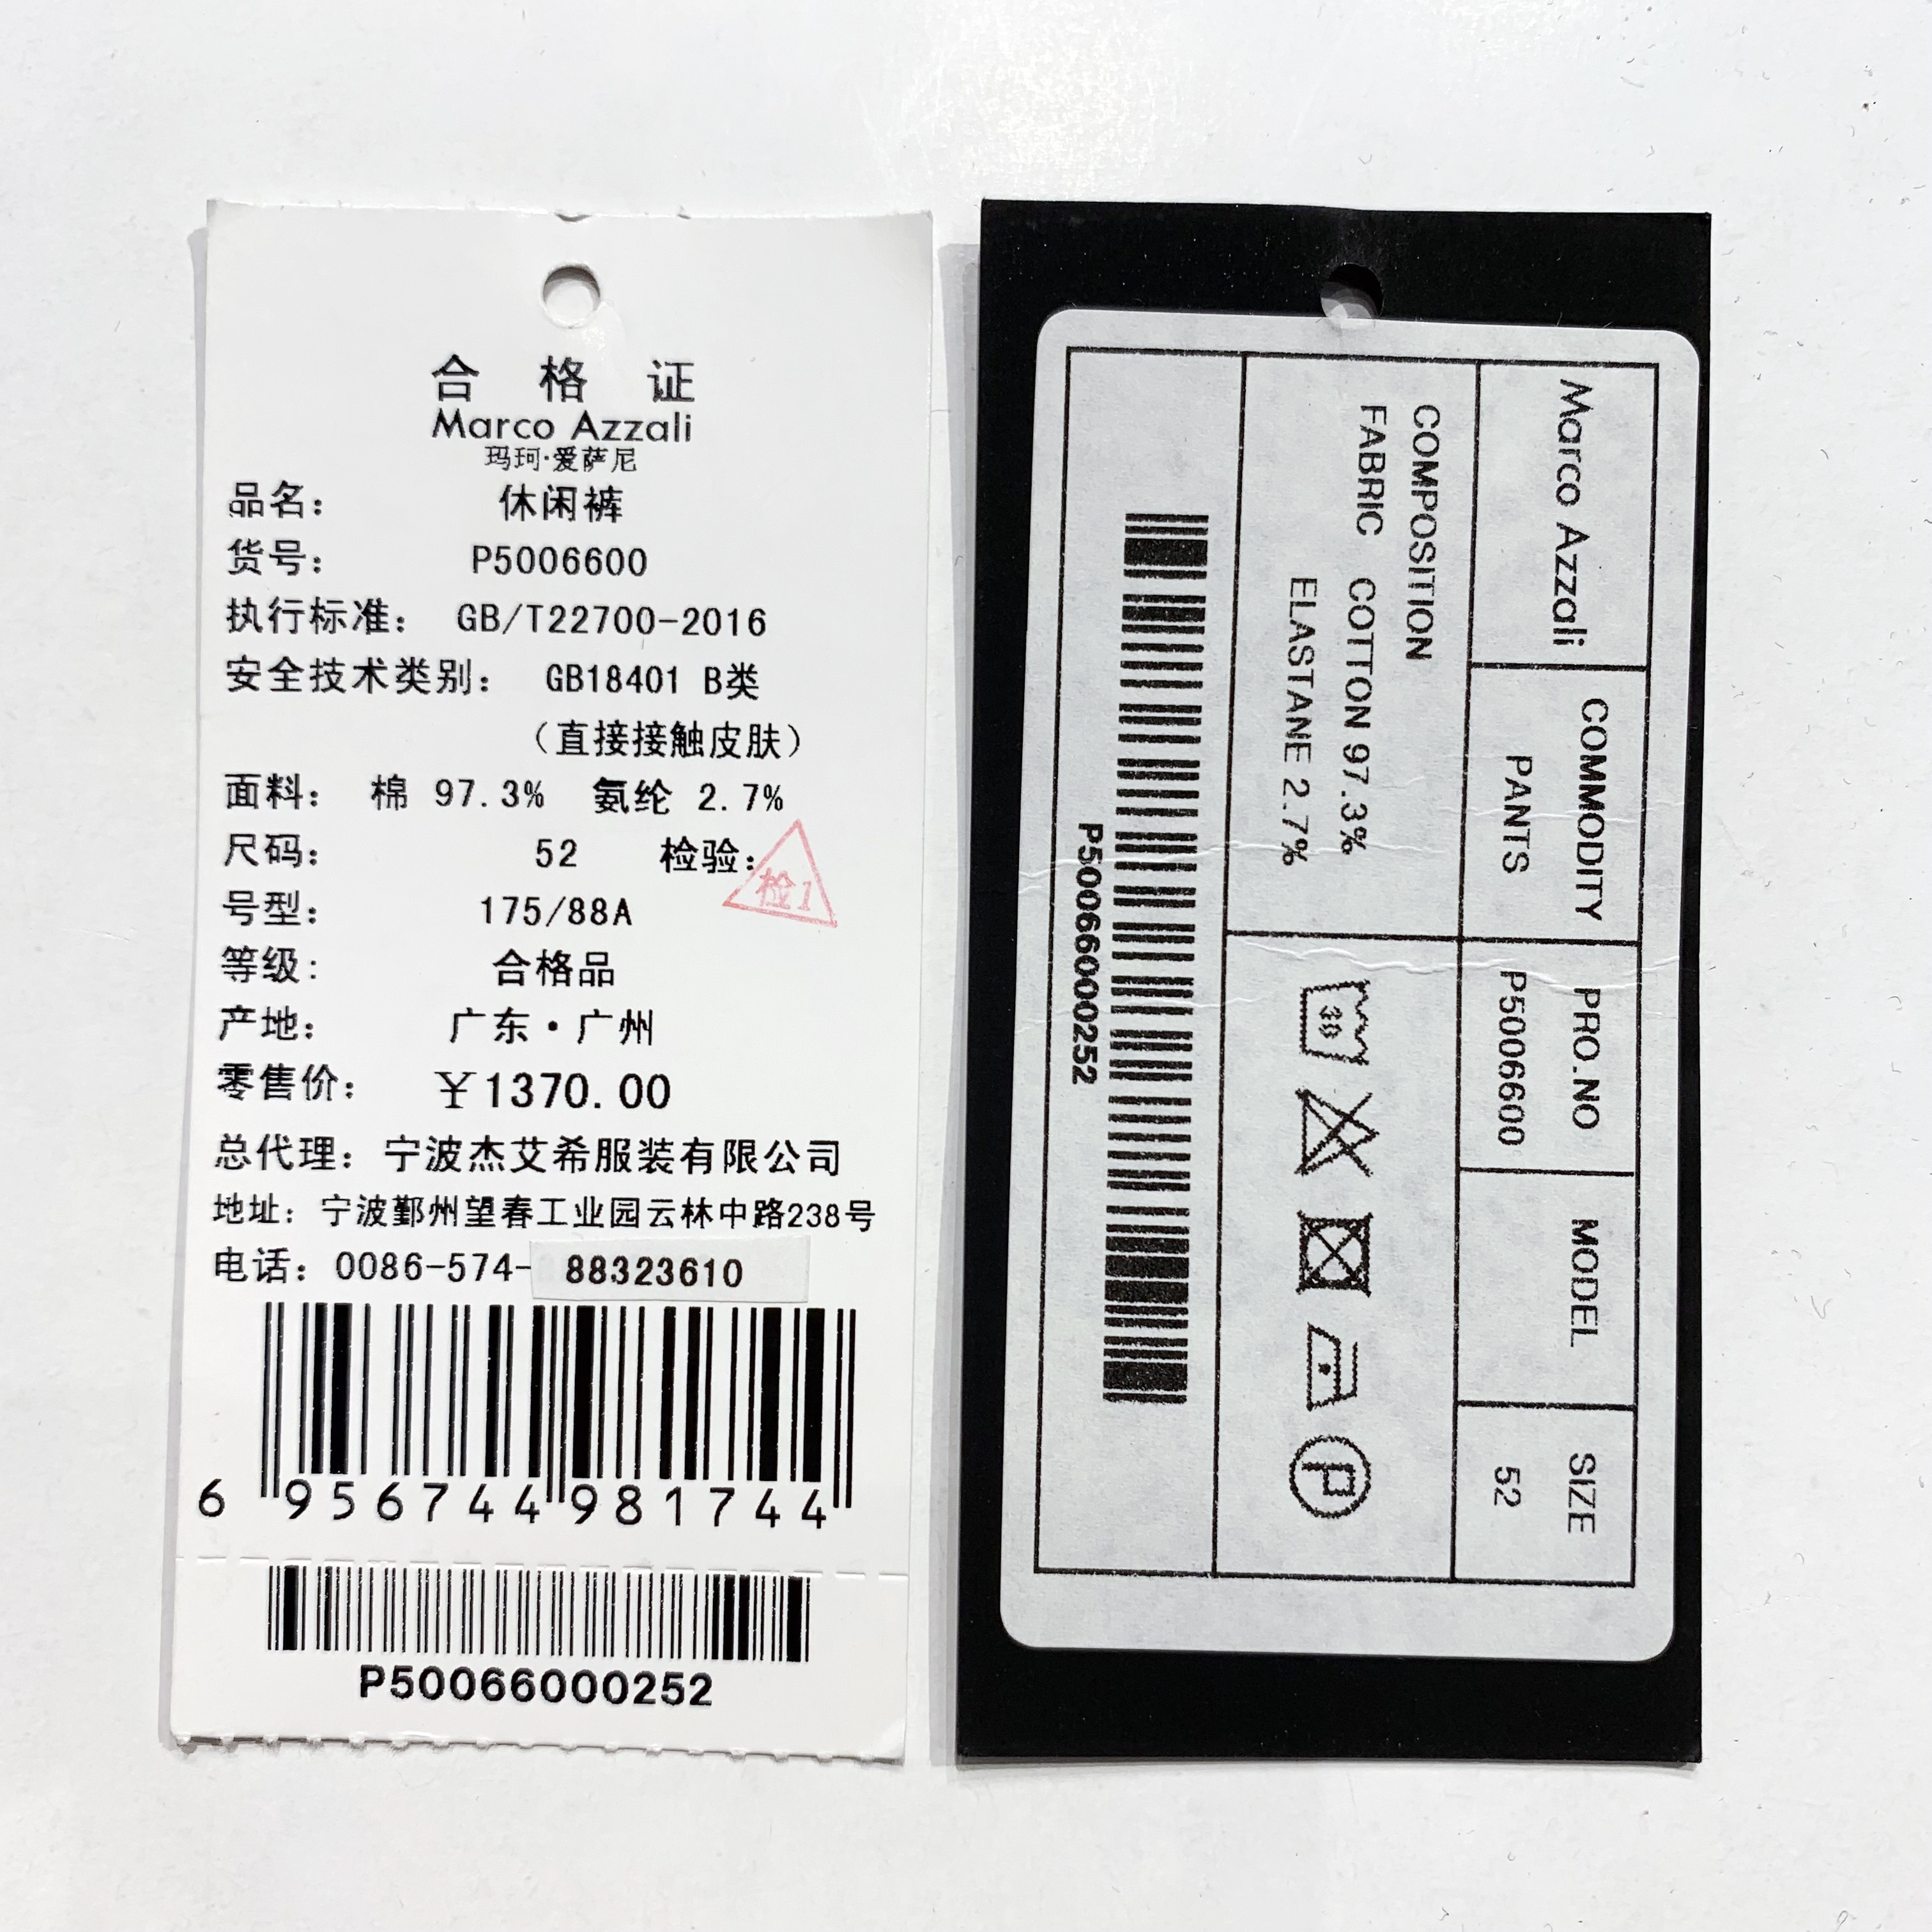 合 格 证
Marco Azzali
玛珂·爱萨尼
品名： 休闲裤
货号： P5006600
执行标准： GB/T22700-2016
安全技术类别： GB18401 B类
（直接接触皮肤）
面料： 棉 97.3% 氨纶 2.7%
尺码： 52 检验：
检1
号型： 175/88A
等级： 合格品
产地： 广东·广州
零售价： ￥1370.00
总代理： 宁波杰艾希服装有限公司
地址： 宁波鄞州望春工业园云林中路238号
电话： 0086-574- 88323610
6 956744 981744
P50066000252
Marco Azzali
COMMODITY
PANTS
PRO.NO
P5006600
MODEL
SIZE
52
COMPOSITION
FABRIC COTTON 97.3%
ELASTANE 2.7%
30
P
P50066000252